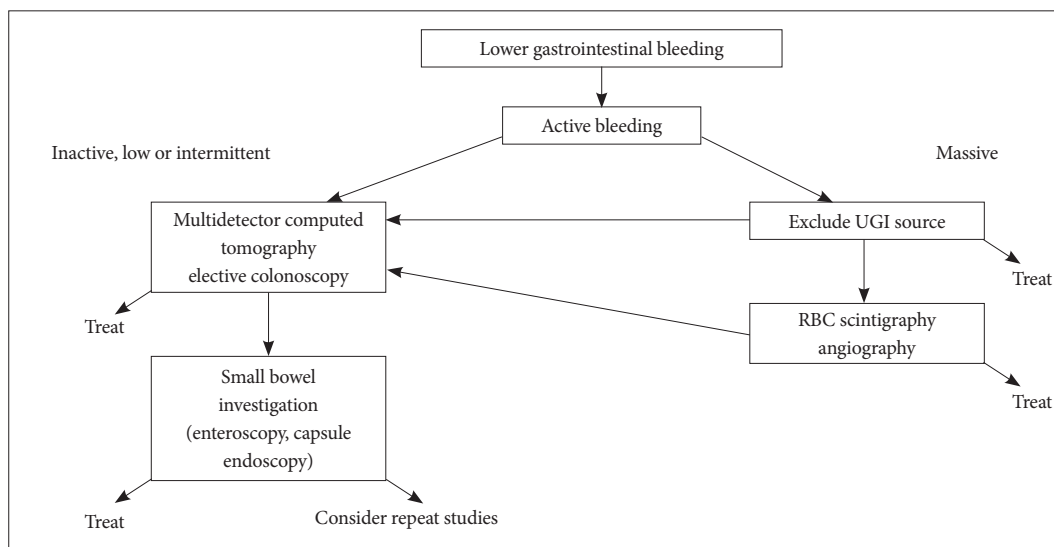 Lower gastrointestinal bleeding
Active bleeding
Inactive, low or intermittent
Massive
Multidetector computed
tomography
elective colonoscopy
Exclude UGI source
Treat
Treat
RBC scintigraphy
angiography
Small bowel
investigation
(enteroscopy, capsule
endoscopy)
Treat
Treat
Consider repeat studies